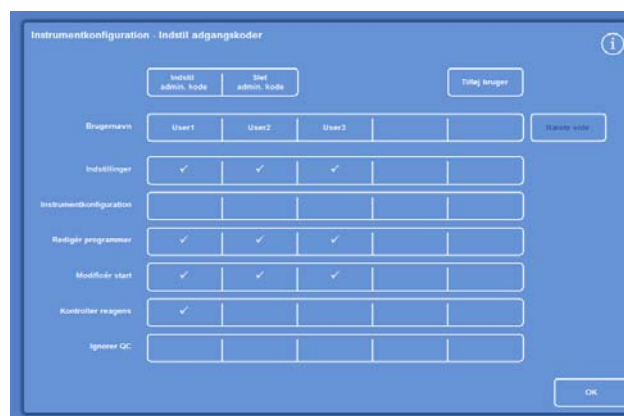 Instrumentkonfiguration - Indstil adgangskoder
Indstil admin. kode
Slet admin. kode
Tilføj bruger
Brugernavn User1 User2 User3 Næste side
Indstillinger ✓ ✓ ✓
Instrumentkonfiguration
Redigér programmer ✓ ✓ ✓
Modificér start ✓ ✓ ✓
Kontroller reagens ✓
Ignorer QC
OK